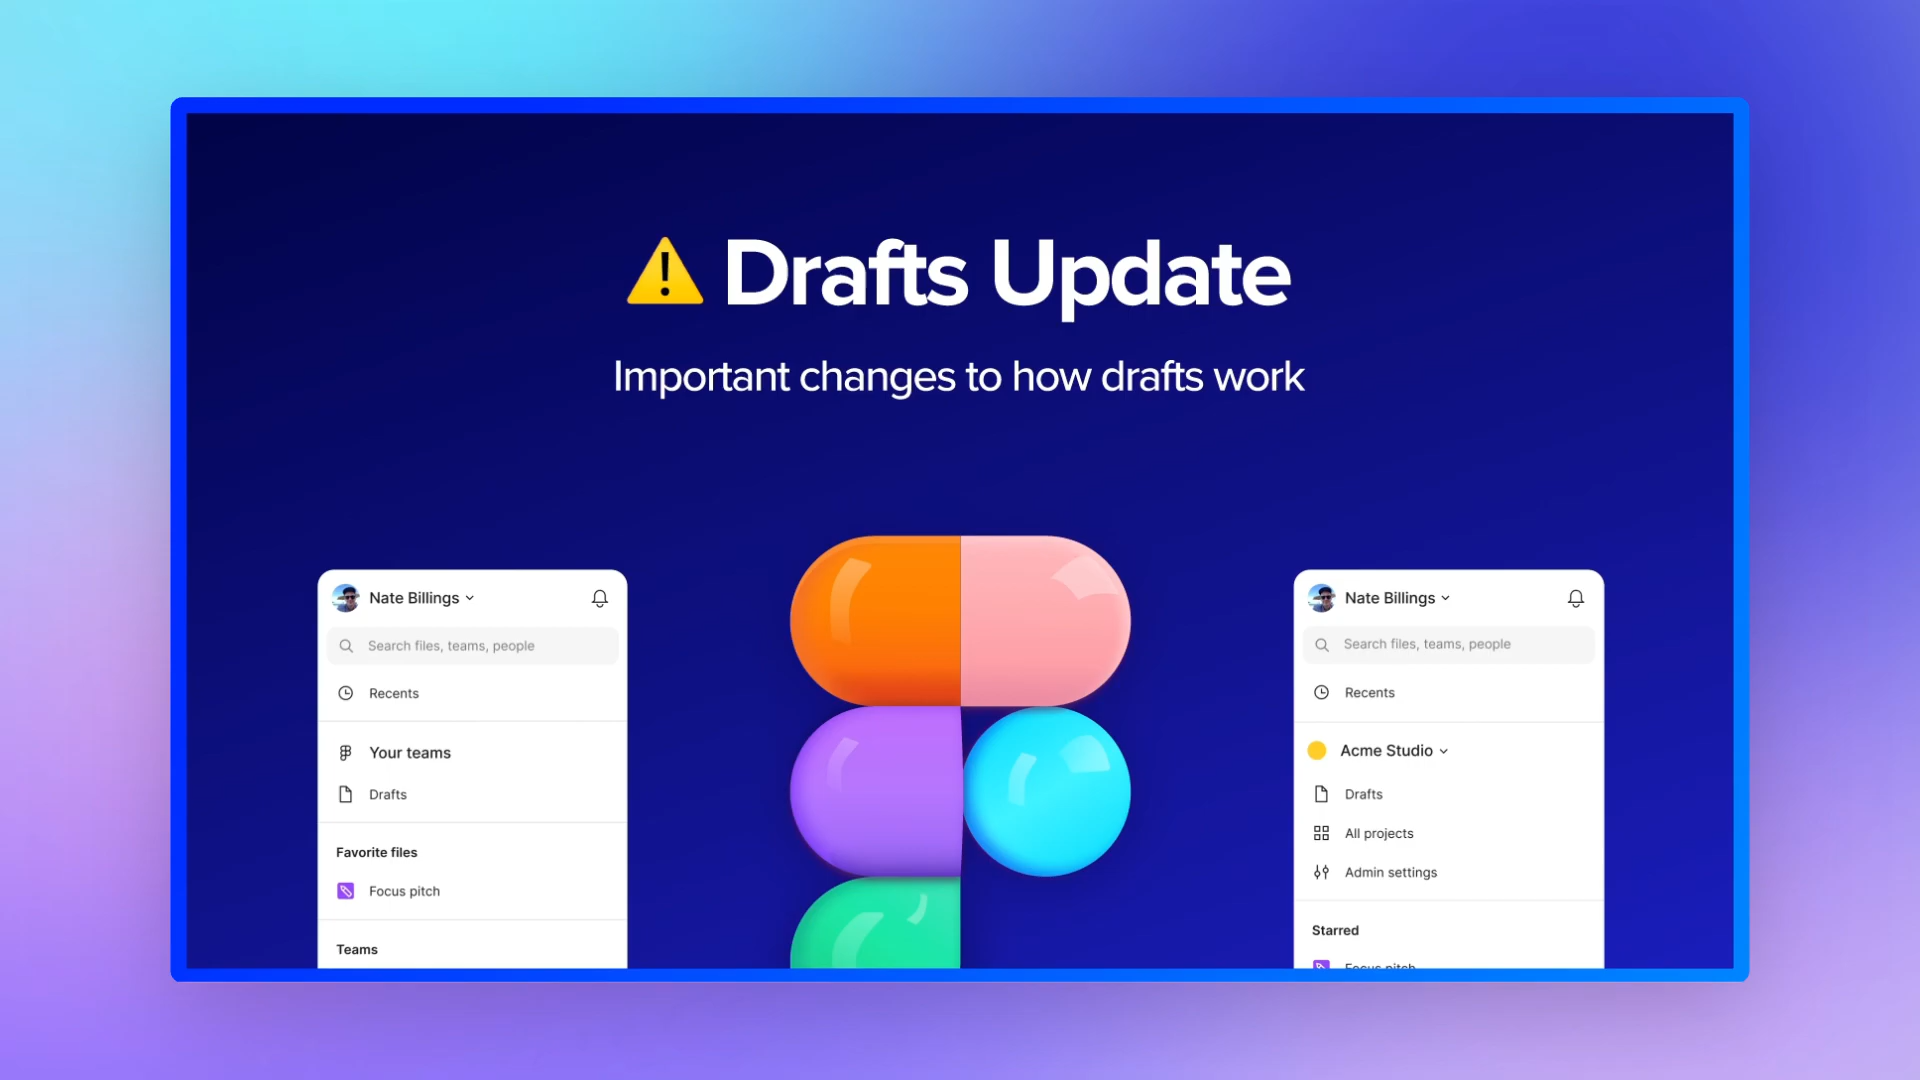 ⚠️ Drafts Update
Important changes to how drafts work
Nate Billings
Search files, teams, people
Recents
Your teams
Drafts
Favorite files
Focus pitch
Teams
Nate Billings
Search files, teams, people
Recents
Acme Studio
Drafts
All projects
Admin settings
Starred
Focus pitch